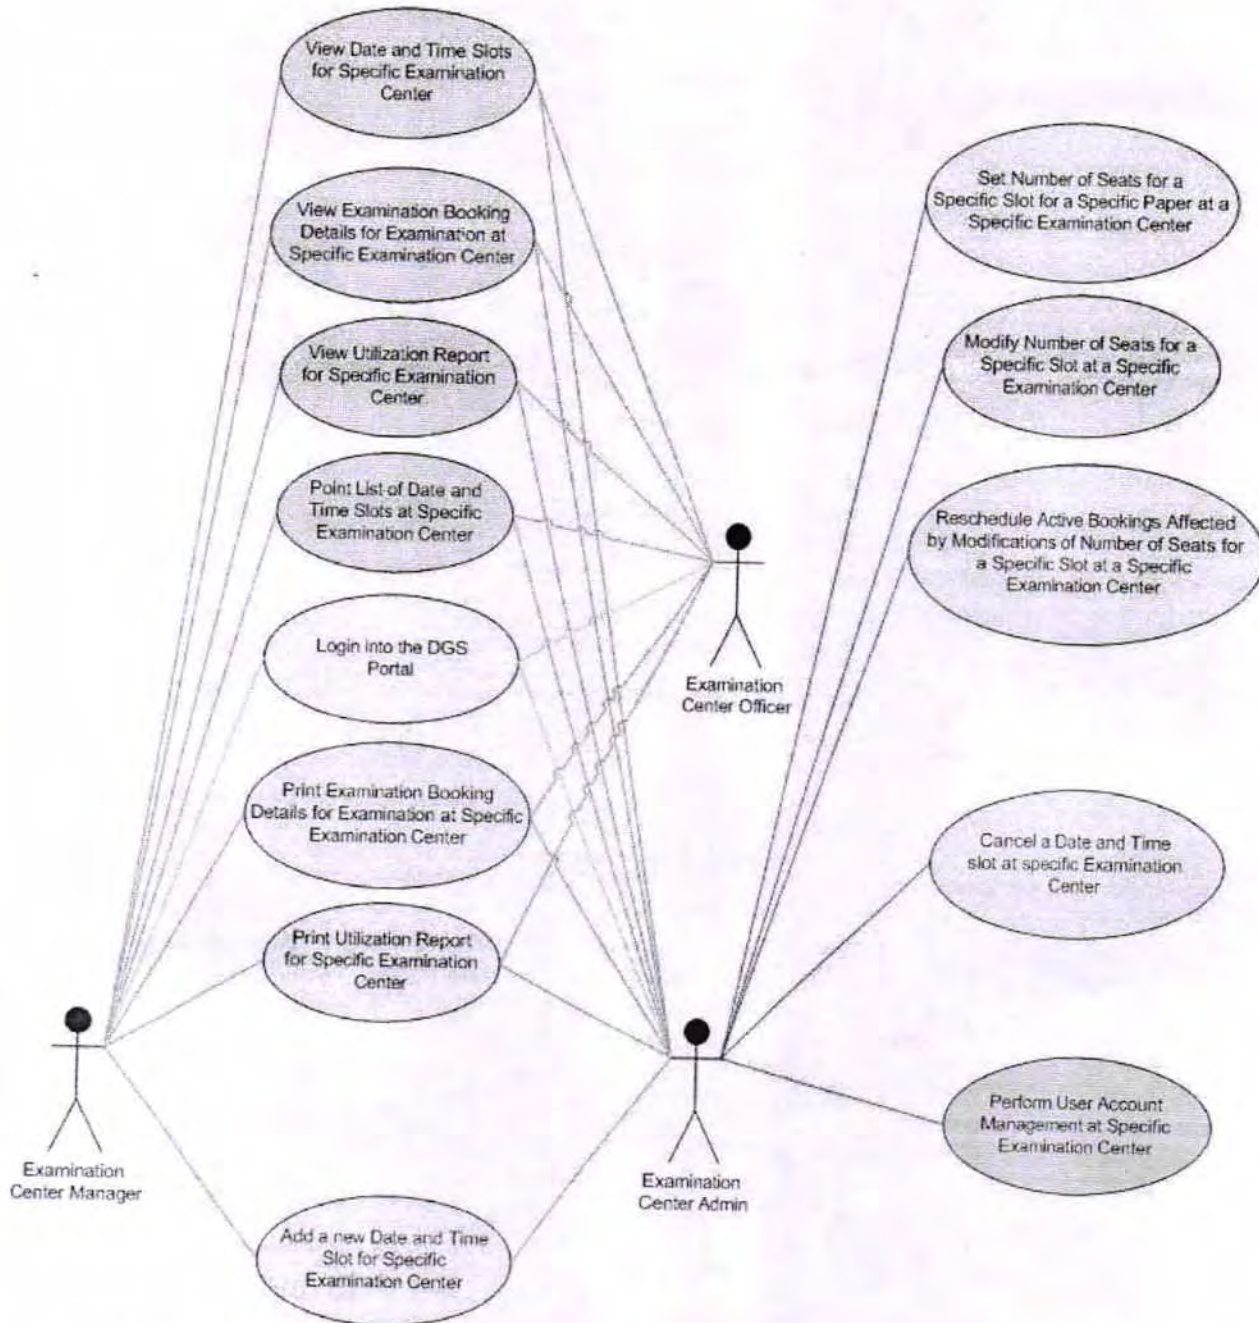 View Date and Time Slots
for Specific Examination
Center
View Examination Booking
Details for Examination at
Specific Examination Center
View Utilization Report
for Specific Examination
Center
Point List of Date and
Time Slots at Specific
Examination Center
Login into the DGS
Portal
Print Examination Booking
Details for Examination at Specific
Examination Center
Print Utilization Report
for Specific Examination
Center
Add a new Date and Time
Slot for Specific
Examination Center
Examination
Center Manager
Examination
Center Officer
Examination
Center Admin
Set Number of Seats for a
Specific Slot for a Specific Paper at a
Specific Examination Center
Modify Number of Seats for a
Specific Slot at a Specific
Examination Center
Reschedule Active Bookings Affected
by Modifications of Number of Seats for
a Specific Slot at a Specific
Examination Center
Cancel a Date and Time
slot at specific Examination
Center
Perform User Account
Management at Specific
Examination Center